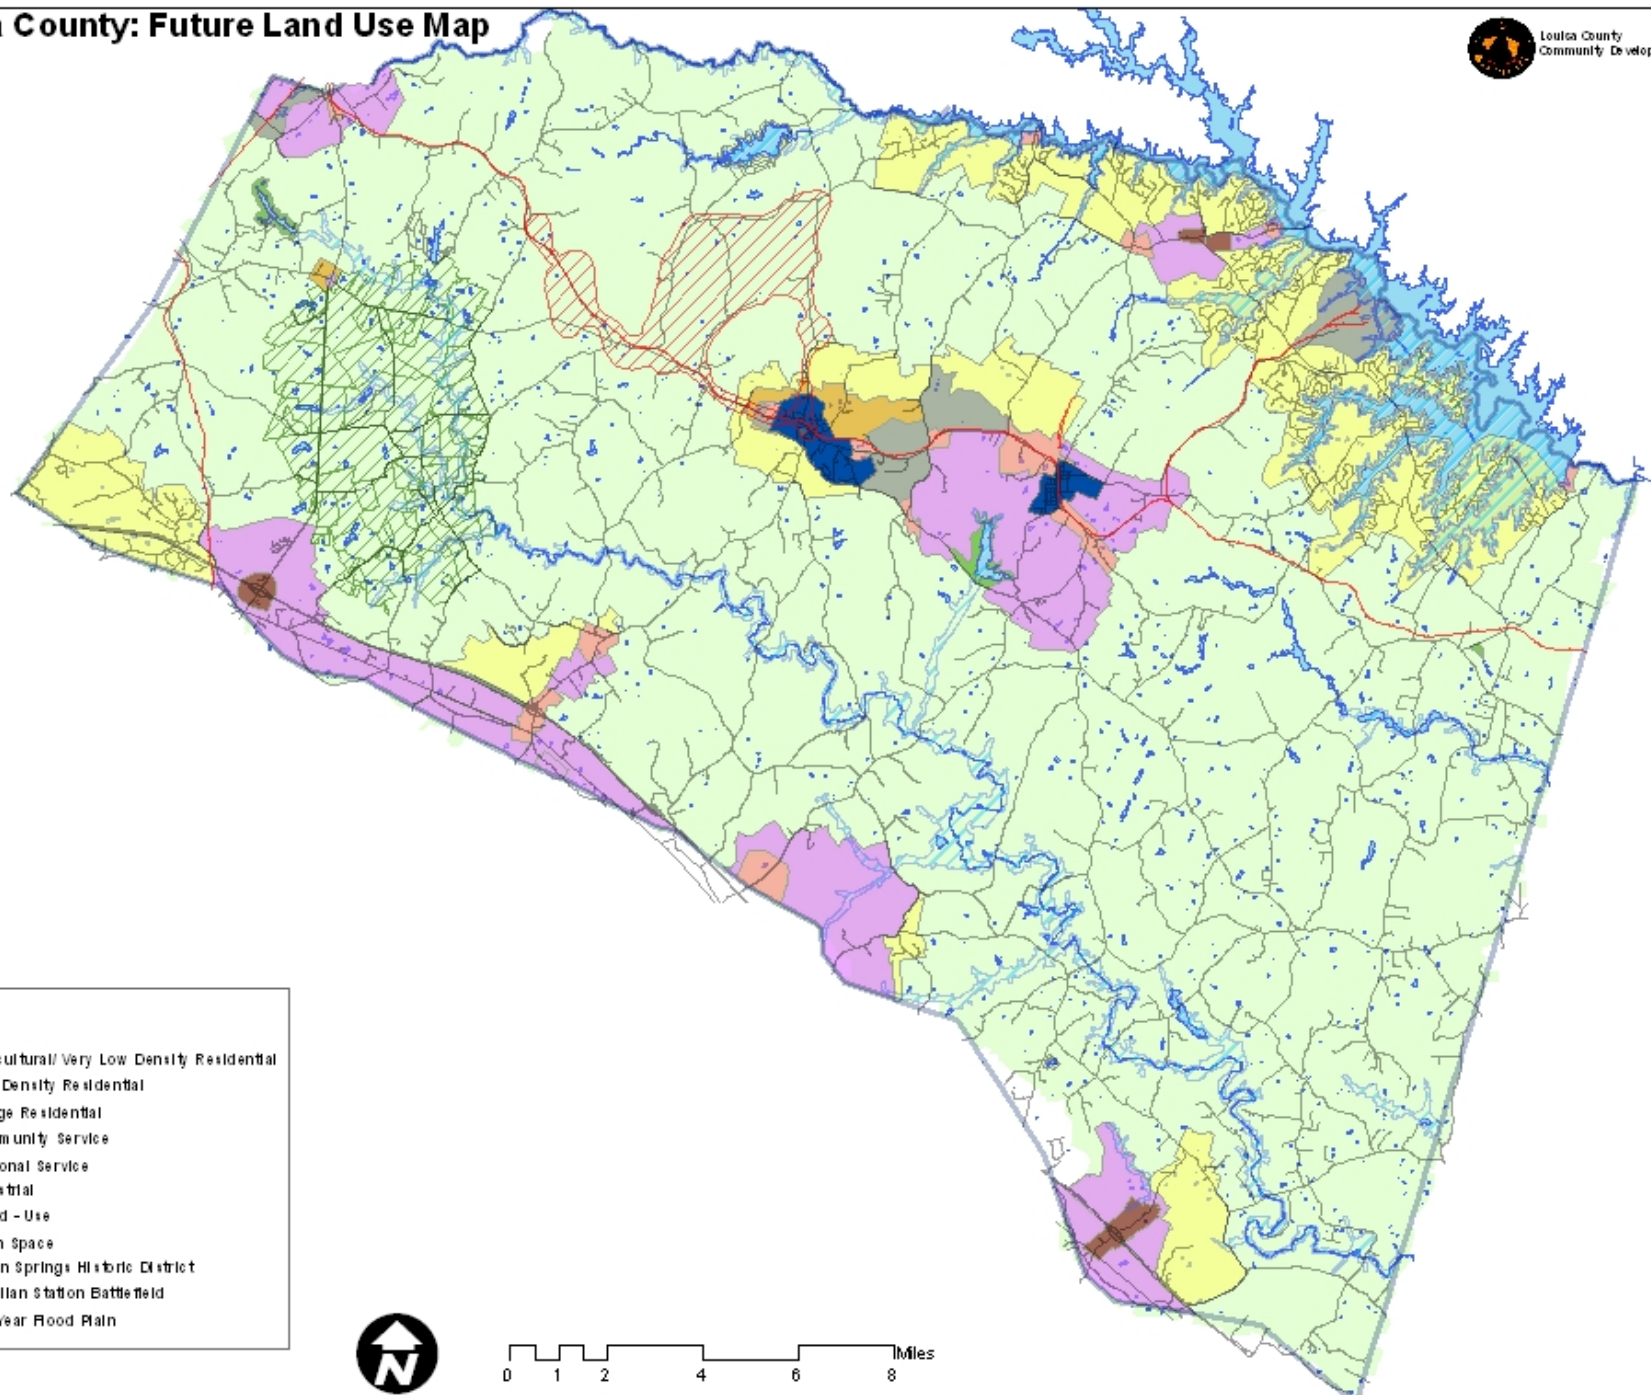 a County: Future Land Use Map
Louisa County
Community Develop
cultural/ Very Low Density Residential
Density Residential
ge Residential
munity Service
onal Service
strial
d - Use
n Space
n Springs Historic District
lian Station Battlefield
Year Flood Plain
N
Miles
0 1 2 4 6 8